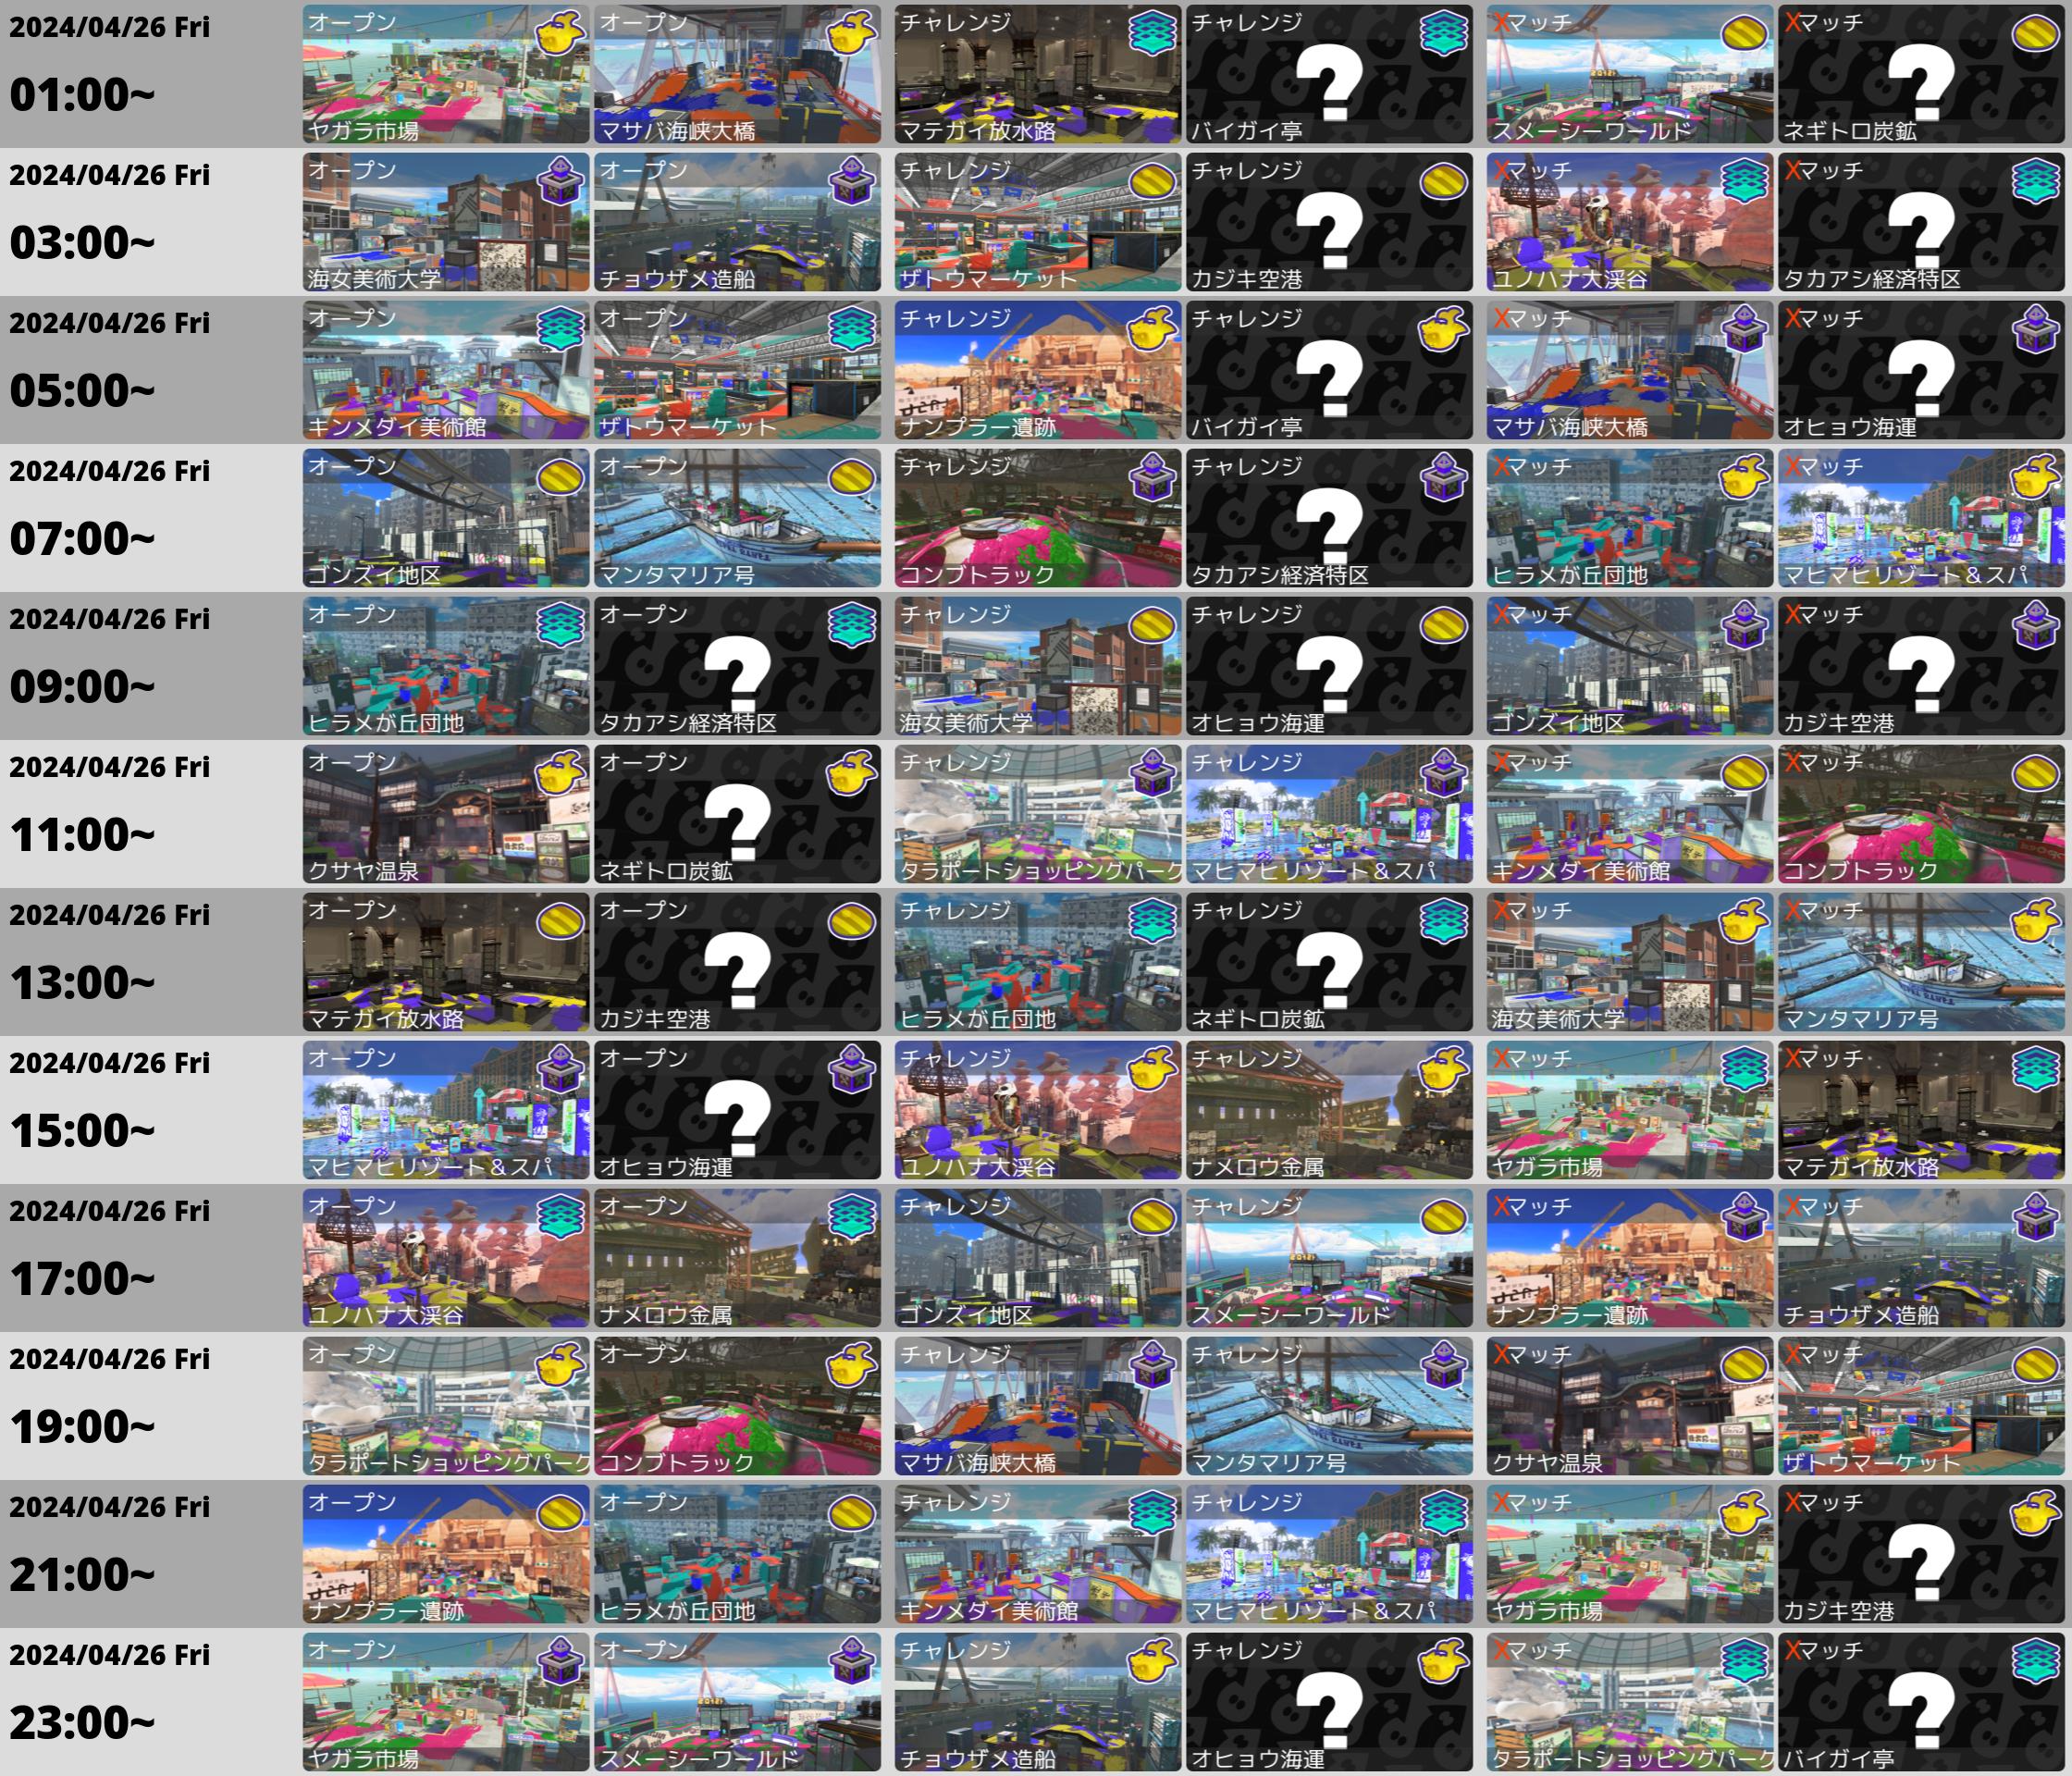 2024/04/26 Fri
01:00~
オープン
ヤガラ市場
オープン
マサバ海峡大橋
チャレンジ
マテガイ放水路
チャレンジ
バイガイ亭
Xマッチ
スメーシーワールド
Xマッチ
ネギトロ炭鉱
2024/04/26 Fri
03:00~
オープン
海女美術大学
オープン
チョウザメ造船
チャレンジ
ザトウマーケット
チャレンジ
カジキ空港
Xマッチ
ユノハナ大渓谷
Xマッチ
タカアシ経済特区
2024/04/26 Fri
05:00~
オープン
キンメダイ美術館
オープン
ザトウマーケット
チャレンジ
ナンプラー遺跡
チャレンジ
バイガイ亭
Xマッチ
マサバ海峡大橋
Xマッチ
オヒョウ海運
2024/04/26 Fri
07:00~
オープン
ゴンズイ地区
オープン
マンタマリア号
チャレンジ
コンブトラック
チャレンジ
タカアシ経済特区
Xマッチ
ヒラメが丘団地
Xマッチ
マヒマヒリゾート＆スパ
2024/04/26 Fri
09:00~
オープン
ヒラメが丘団地
オープン
タカアシ経済特区
チャレンジ
海女美術大学
チャレンジ
オヒョウ海運
Xマッチ
ゴンズイ地区
Xマッチ
カジキ空港
2024/04/26 Fri
11:00~
オープン
クサヤ温泉
オープン
ネギトロ炭鉱
チャレンジ
タラポートショッピングパーク
チャレンジ
マヒマヒリゾート＆スパ
Xマッチ
キンメダイ美術館
Xマッチ
コンブトラック
2024/04/26 Fri
13:00~
オープン
マテガイ放水路
オープン
カジキ空港
チャレンジ
ヒラメが丘団地
チャレンジ
ネギトロ炭鉱
Xマッチ
海女美術大学
Xマッチ
マンタマリア号
2024/04/26 Fri
15:00~
オープン
マヒマヒリゾート＆スパ
オープン
オヒョウ海運
チャレンジ
ユノハナ大渓谷
チャレンジ
ナメロウ金属
Xマッチ
ヤガラ市場
Xマッチ
マテガイ放水路
2024/04/26 Fri
17:00~
オープン
ユノハナ大渓谷
オープン
ナメロウ金属
チャレンジ
ゴンズイ地区
チャレンジ
スメーシーワールド
Xマッチ
ナンプラー遺跡
Xマッチ
チョウザメ造船
2024/04/26 Fri
19:00~
オープン
タラポートショッピングパーク
オープン
コンブトラック
チャレンジ
マサバ海峡大橋
チャレンジ
マンタマリア号
Xマッチ
クサヤ温泉
Xマッチ
ザトウマーケット
2024/04/26 Fri
21:00~
オープン
ナンプラー遺跡
オープン
ヒラメが丘団地
チャレンジ
キンメダイ美術館
チャレンジ
マヒマヒリゾート＆スパ
Xマッチ
ヤガラ市場
Xマッチ
カジキ空港
2024/04/26 Fri
23:00~
オープン
ヤガラ市場
オープン
スメーシーワールド
チャレンジ
チョウザメ造船
チャレンジ
オヒョウ海運
Xマッチ
タラポートショッピングパーク
Xマッチ
バイガイ亭